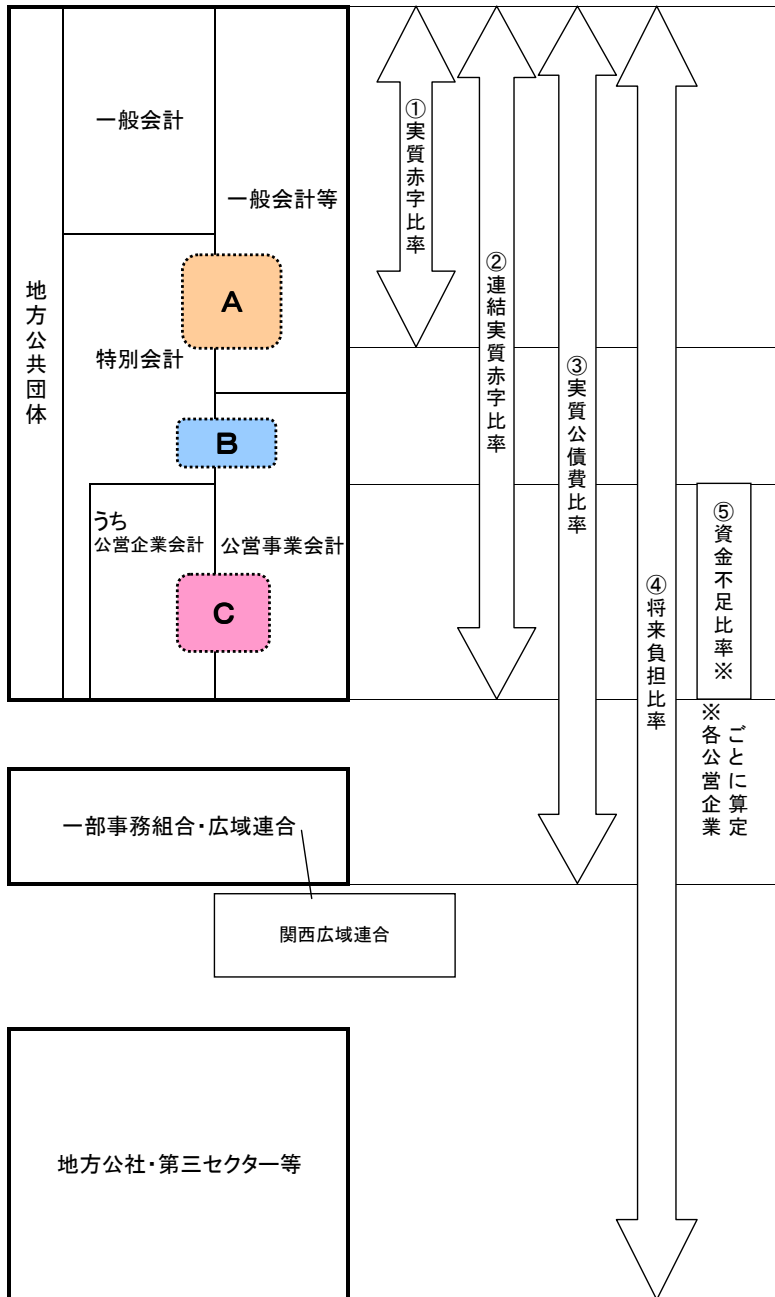 地方公共団体
一般会計
一般会計等
特別会計
A
B
うち
公営企業会計
公営事業会計
C
①実質赤字比率
②連結実質赤字比率
③実質公債費比率
④将来負担比率
⑤資金不足比率※
※各公営企業
ごとに算定
一部事務組合・広域連合
関西広域連合
地方公社・第三セクター等